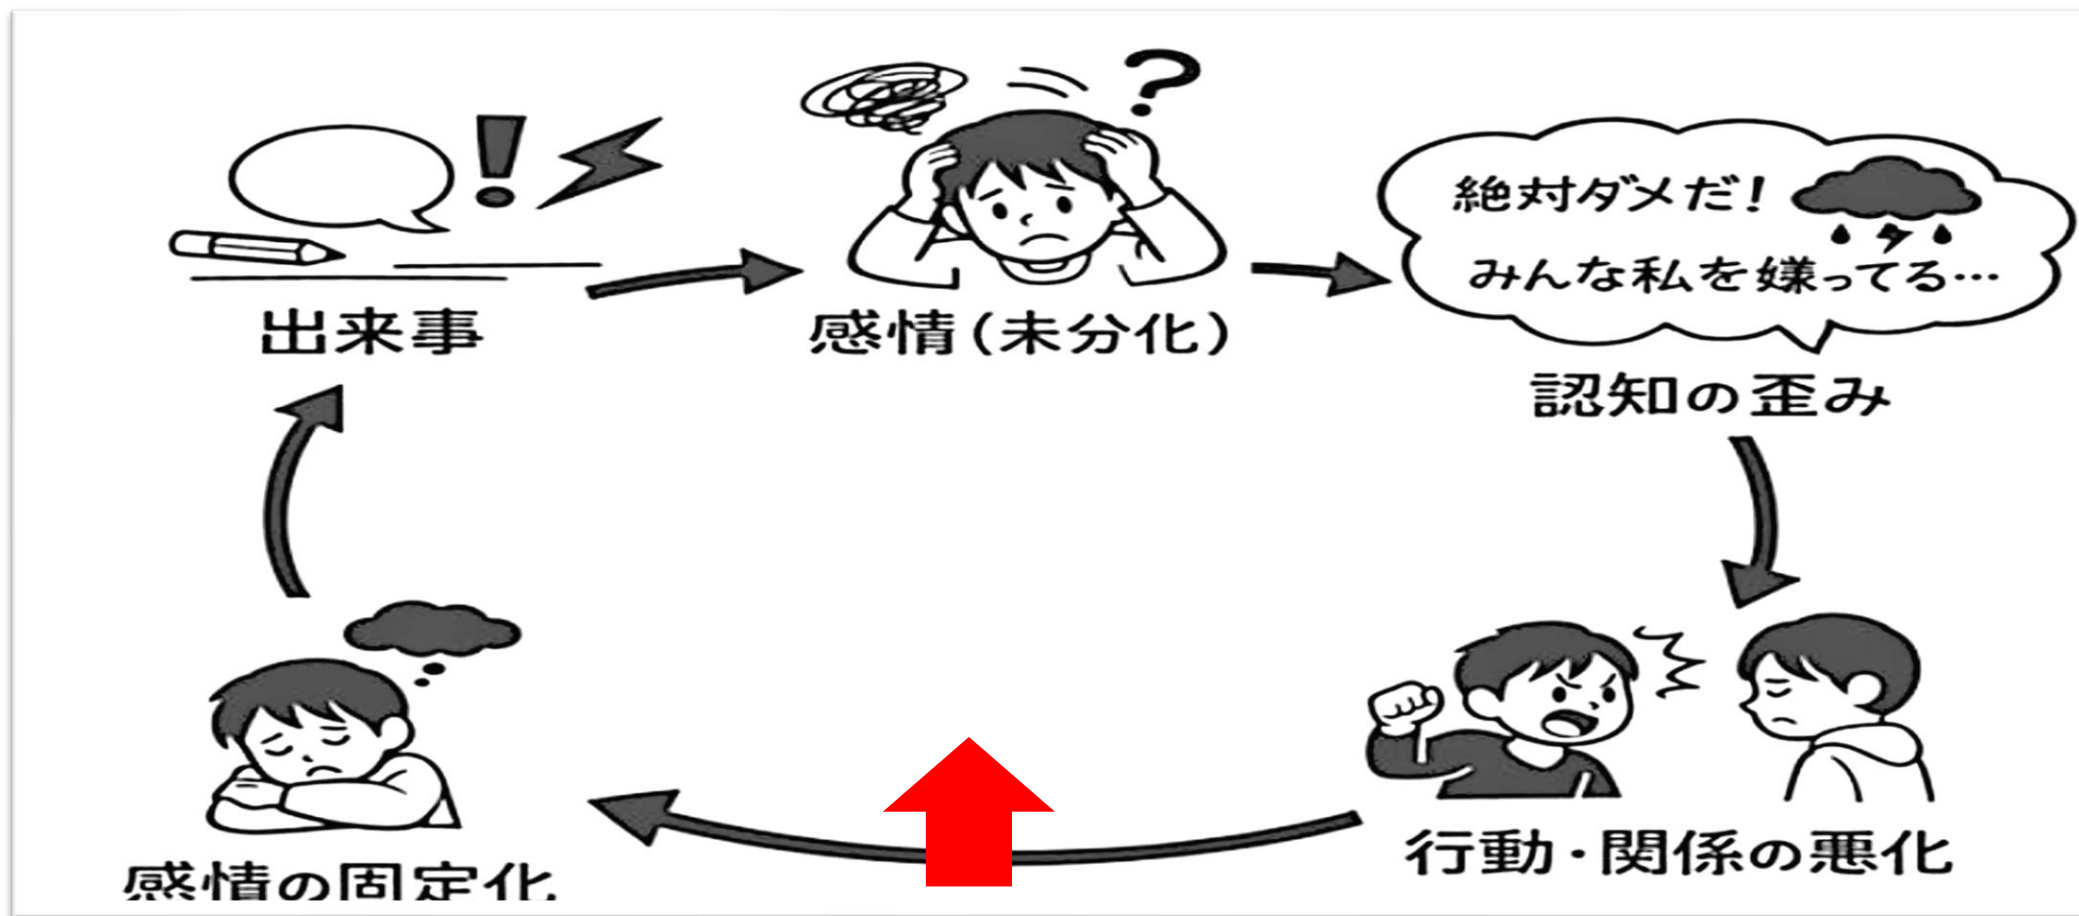 出来事
感情(未分化)
絶対ダメだ!
みんな私を嫌ってる…
認知の歪み
行動・関係の悪化
感情の固定化